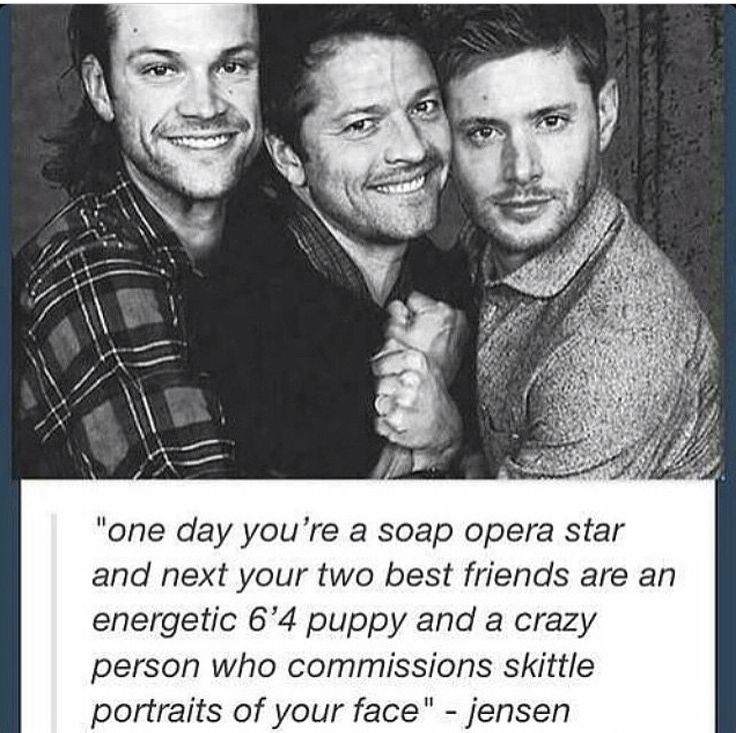 "one day you're a soap opera star
and next your two best friends are an
energetic 6'4 puppy and a crazy
person who commissions skittle
portraits of your face" - jensen